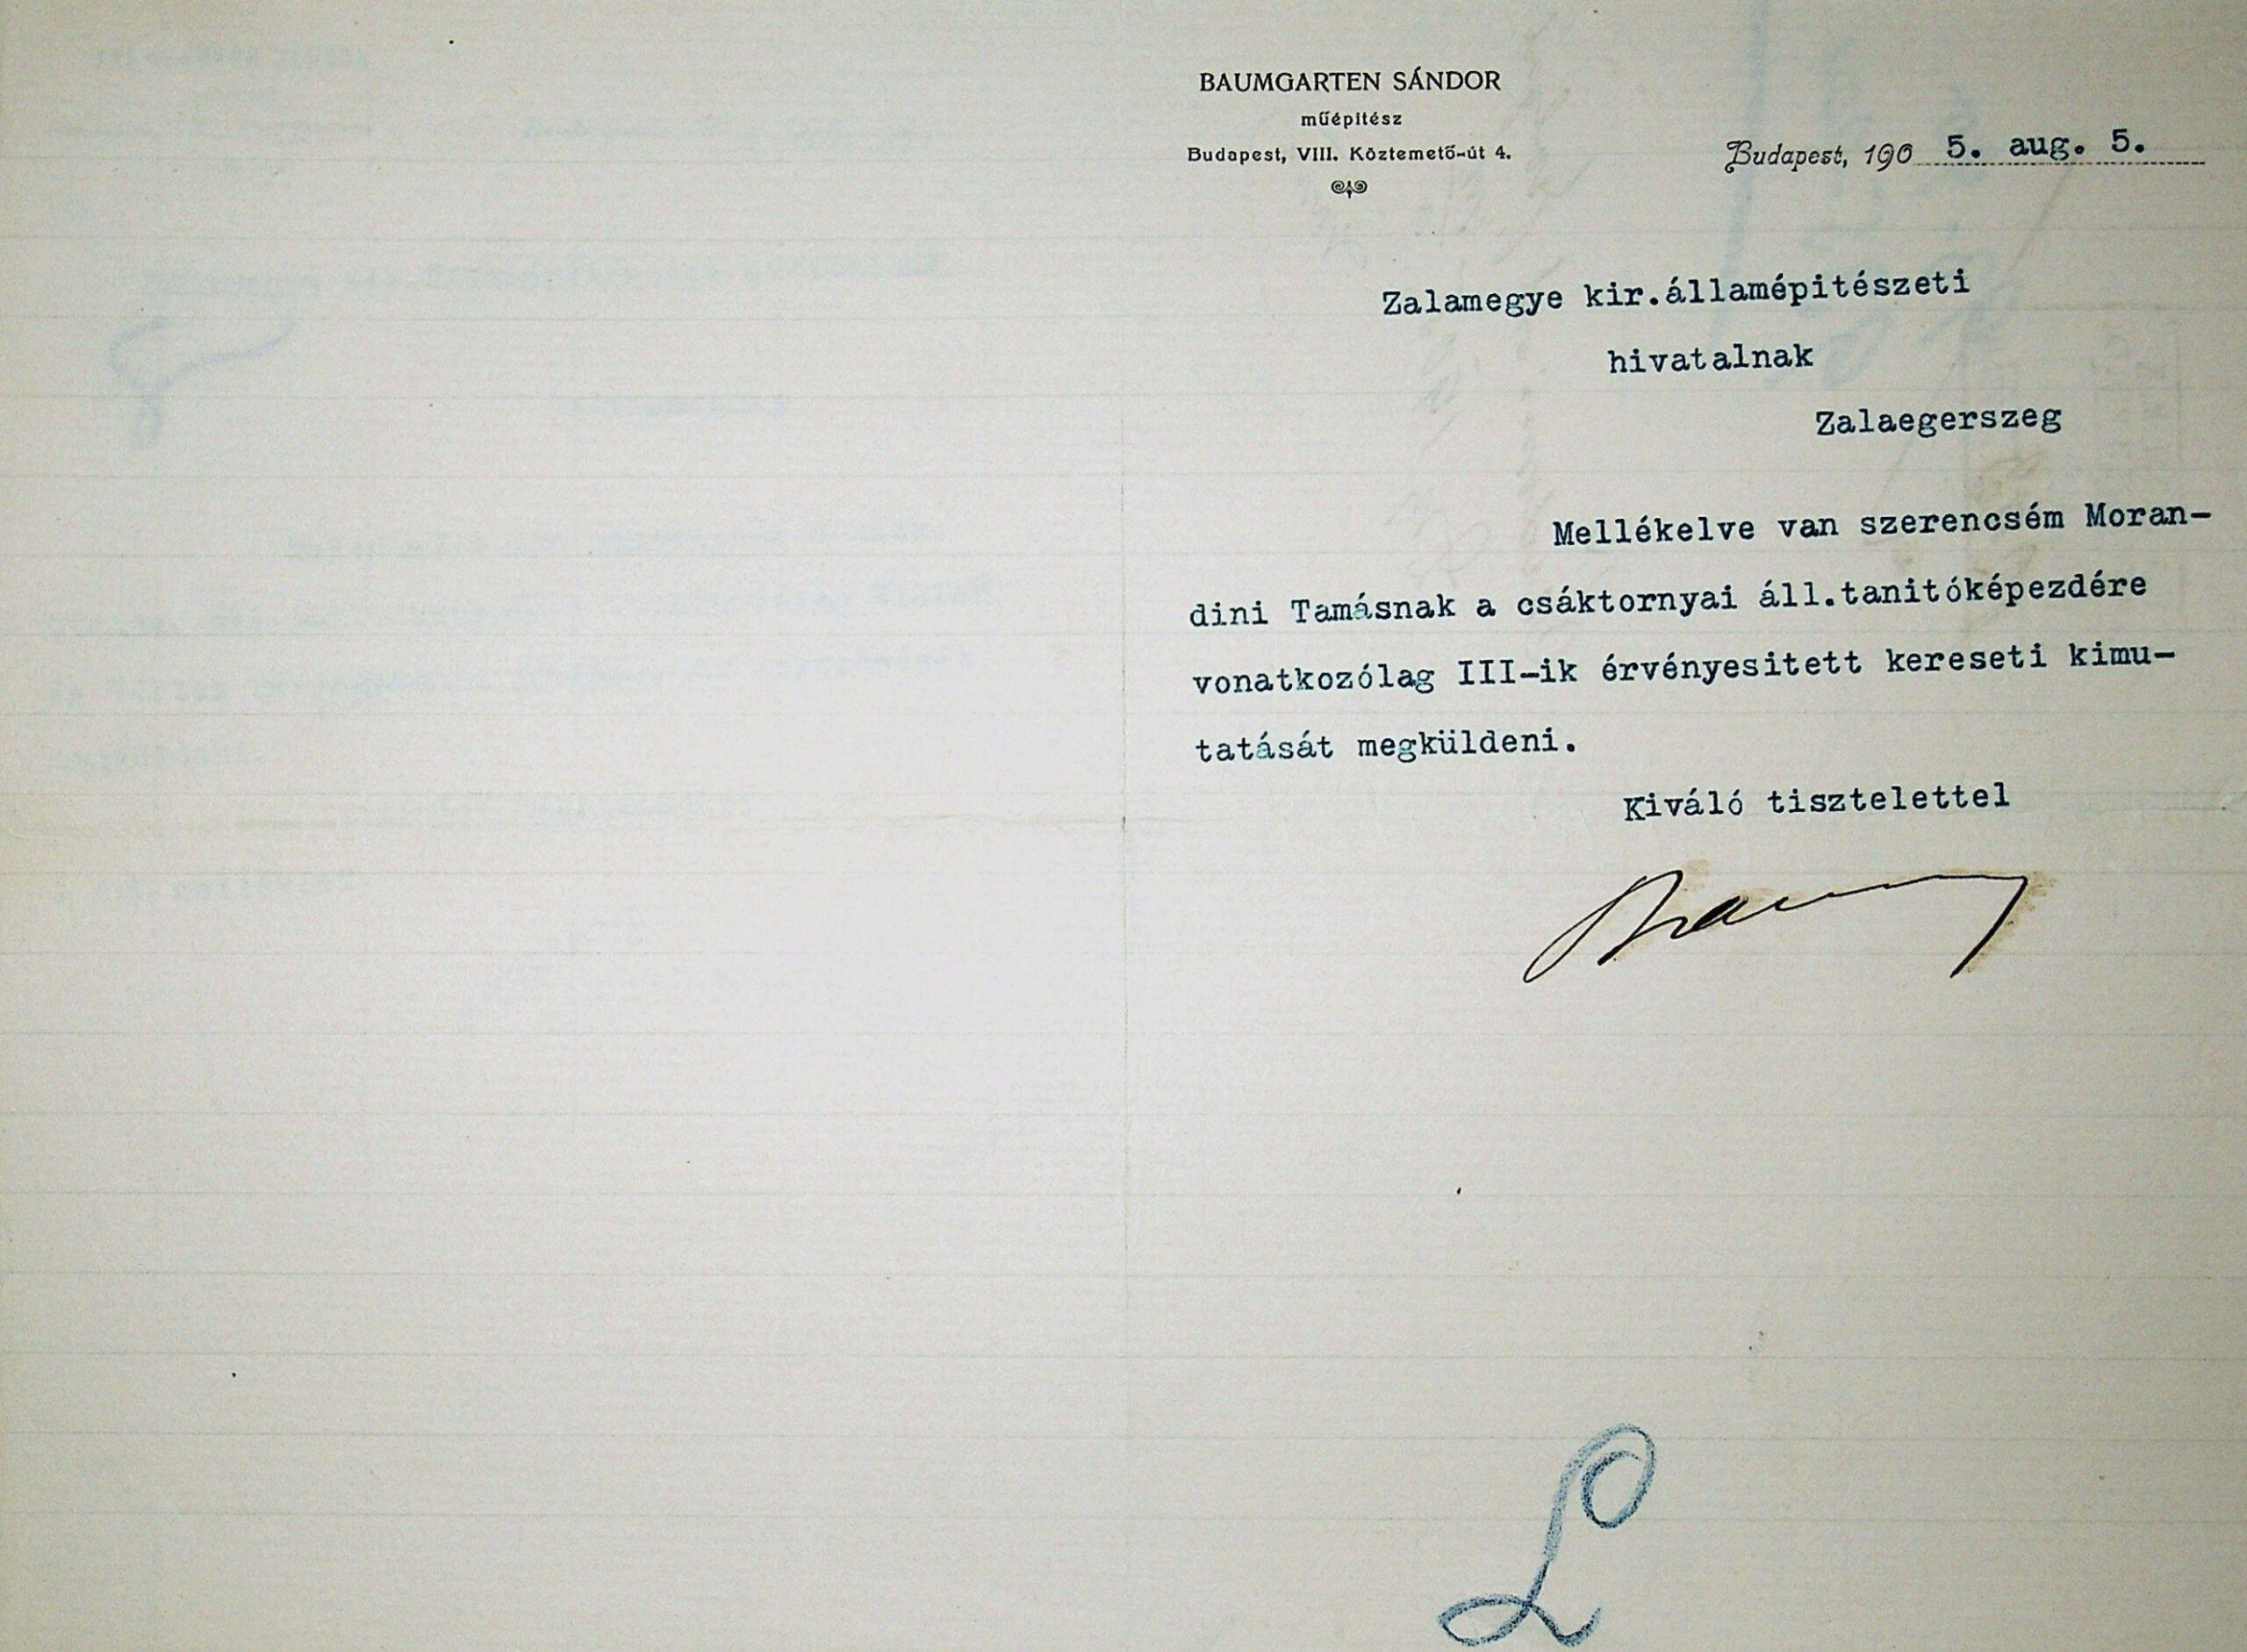 BAUMGARTEN SÁNDOR
műépitész
Budapest, VIII. Köztemető-út 4.
Budapest, 190 5. aug. 5.
Zalamegye kir.államépitészeti
hivatalnak
Zalaegerszeg
Mellékelve van szerencsém Moran-
dini Tamásnak a csáktornyai áll.tanitóképezdére
vonatkozólag III-ik érvényesitett kereseti kimu-
tatását megküldeni.
Kiváló tisztelettel